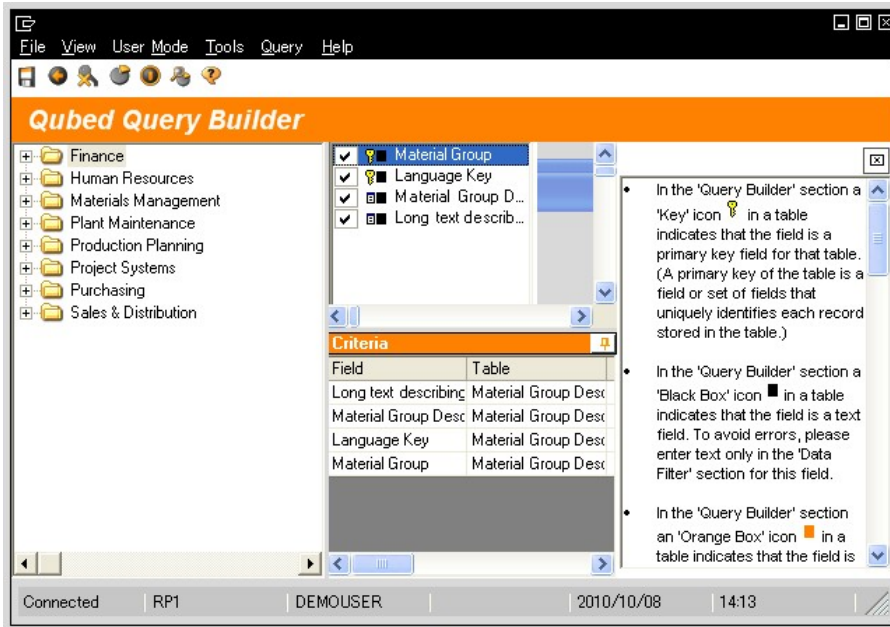 File View User Mode Tools Query Help
Qubed Query Builder
Finance
Human Resources
Materials Management
Plant Maintenance
Production Planning
Project Systems
Purchasing
Sales & Distribution
Material Group
Language Key
Material Group D...
Long text describ...
Criteria
Field Table
Long text describing Material Group Desc
Material Group Desc Material Group Desc
Language Key Material Group Desc
Material Group Material Group Desc
• In the 'Query Builder' section a
'Key' icon in a table
indicates that the field is a
primary key field for that table.
(A primary key of the table is a
field or set of fields that
uniquely identifies each record
stored in the table.)
• In the 'Query Builder' section a
'Black Box' icon in a table
indicates that the field is a text
field. To avoid errors, please
enter text only in the 'Data
Filter' section for this field.
• In the 'Query Builder' section
an 'Orange Box' icon in a
table indicates that the field is
Connected RP1 DEMOUSER 2010/10/08 14:13